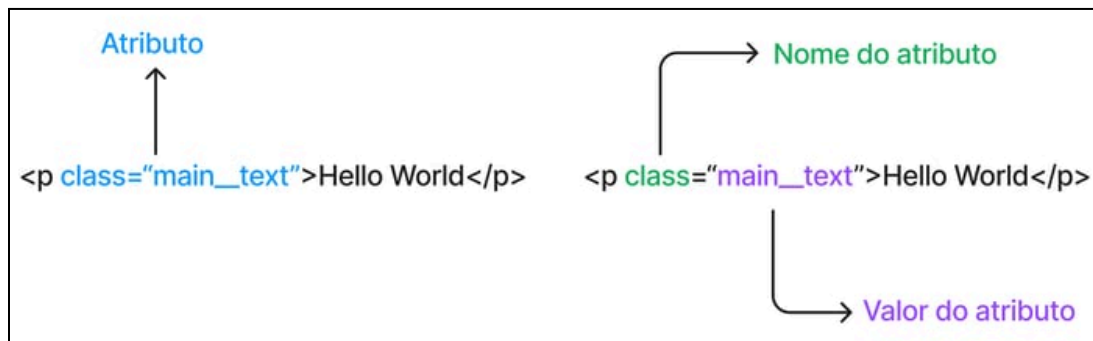 Atributo
Nome do atributo
<p class=“main__text”>Hello World</p>
<p class=“main__text”>Hello World</p>
Valor do atributo